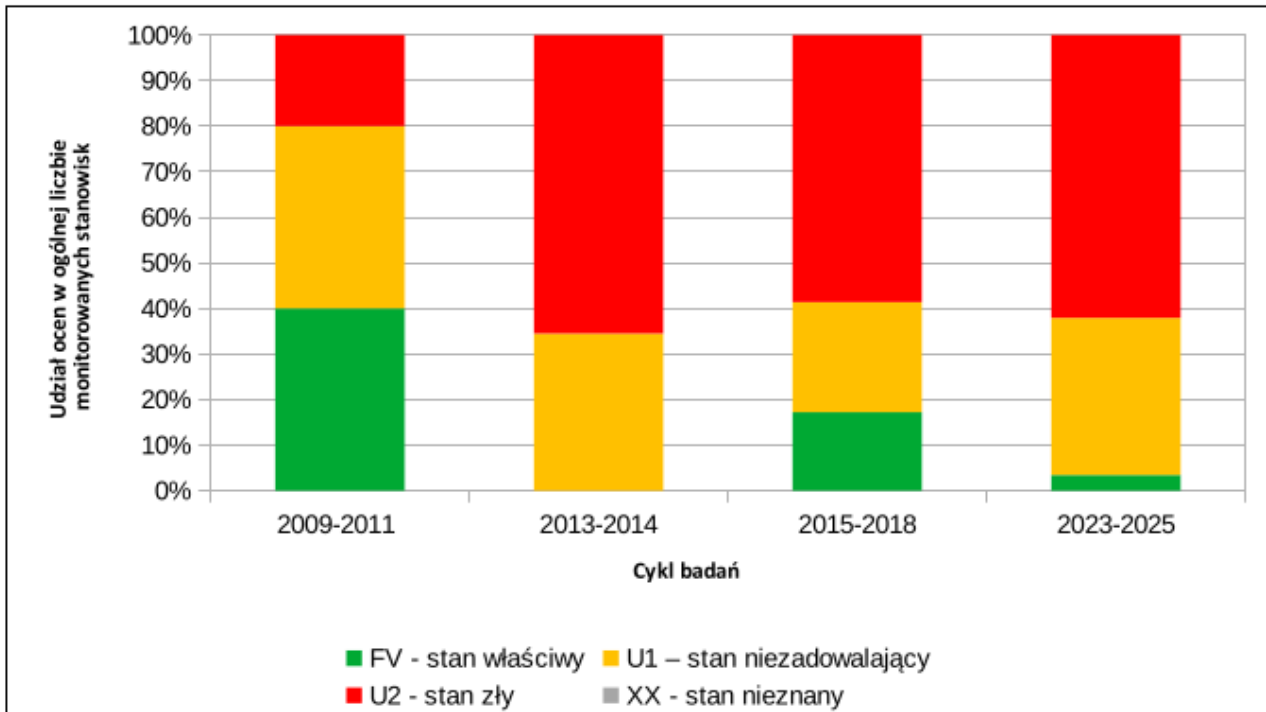 Udział ocen w ogólnej liczbie
monitorowanych stanowisk
100%
90%
80%
70%
60%
50%
40%
30%
20%
10%
0%
2009-2011
2013-2014
2015-2018
2023-2025
Cykl badań
FV - stan właściwy
U1 – stan niezadowalający
U2 - stan zły
XX - stan nieznany